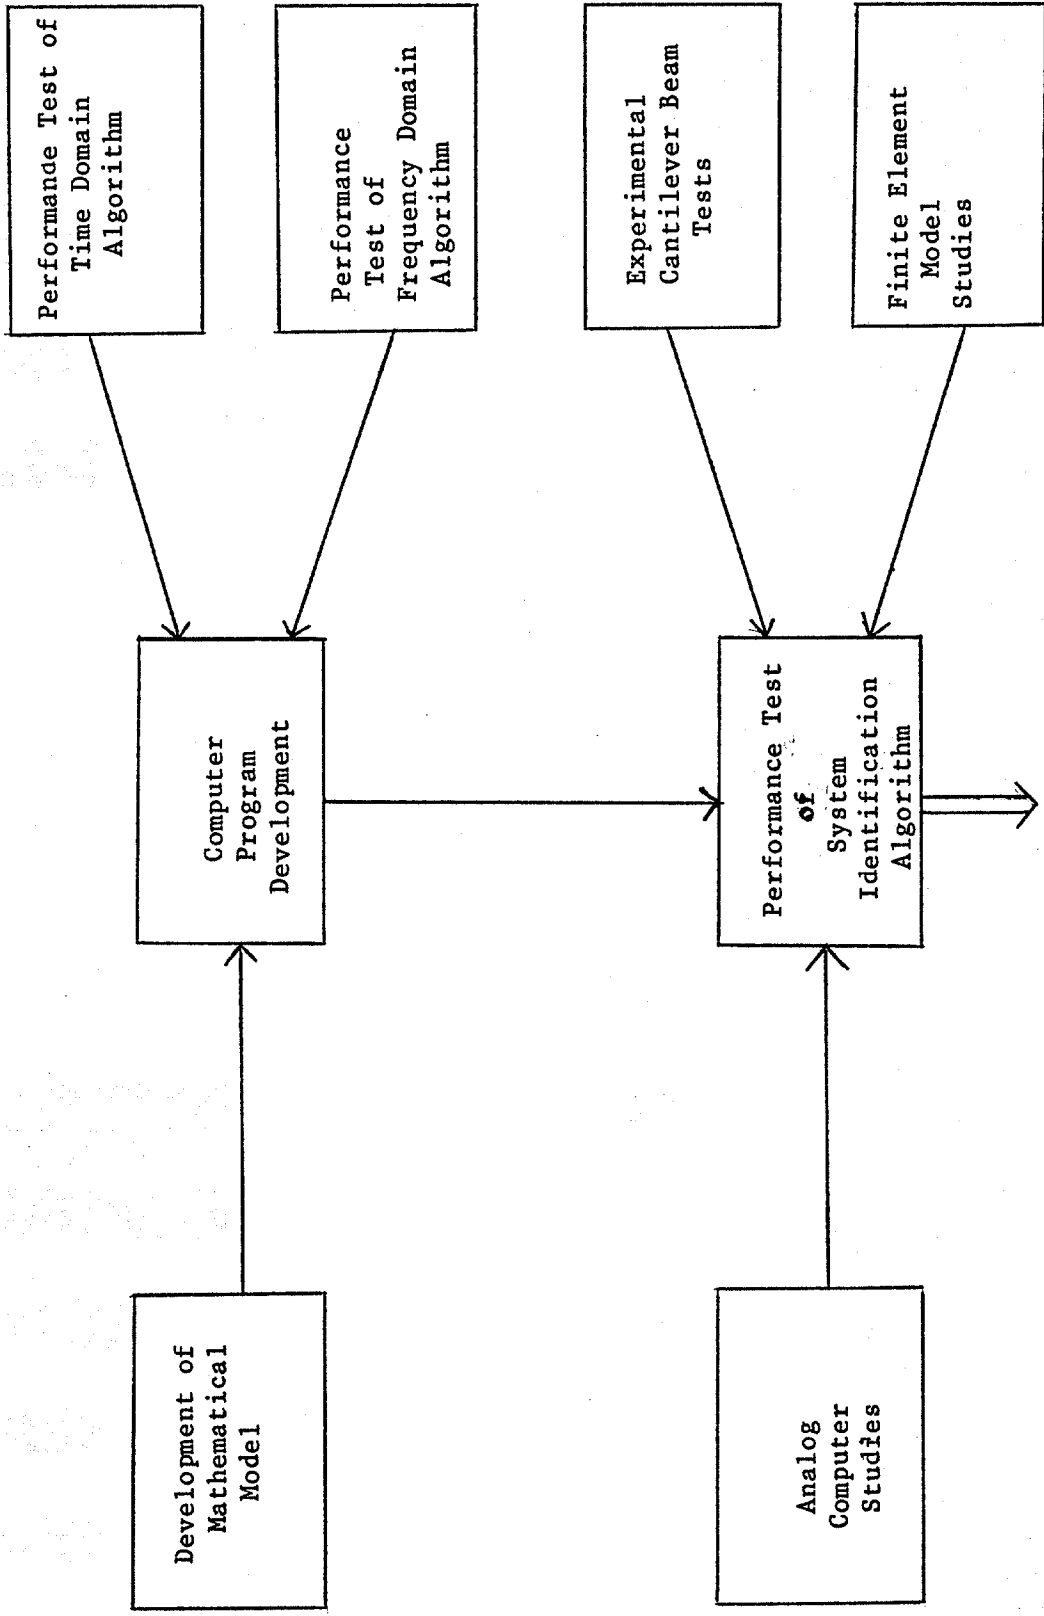 Development of
Mathematical
Model
Computer
Program
Development
Performande Test of
Time Domain
Algorithm
Performance
Test of
Frequency Domain
Algorithm
Analog
Computer
Studies
Performance Test
of
System
Identification
Algorithm
Experimental
Cantilever Beam
Tests
Finite Element
Model
Studies